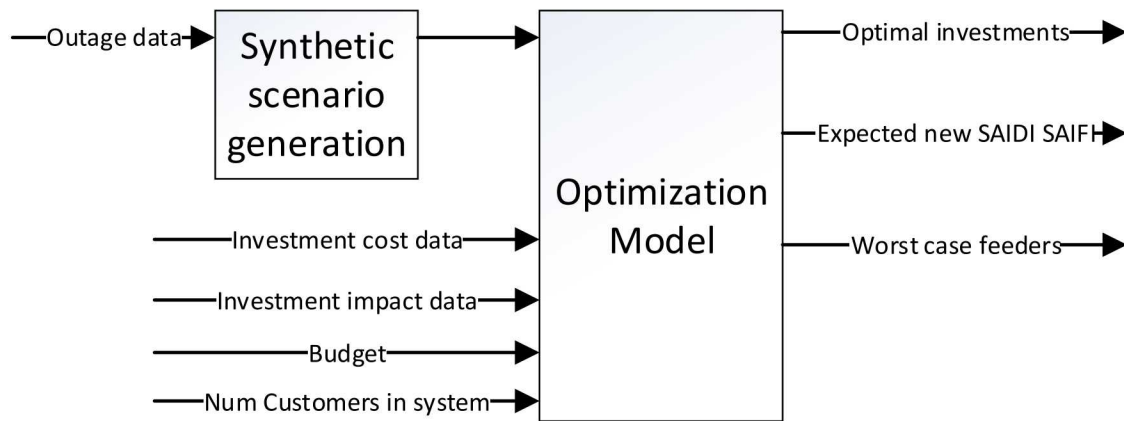 Outage data
Synthetic
scenario
generation
Investment cost data
Investment impact data
Budget
Num Customers in system
Optimization
Model
Optimal investments
Expected new SAIDI SAIFI
Worst case feeders